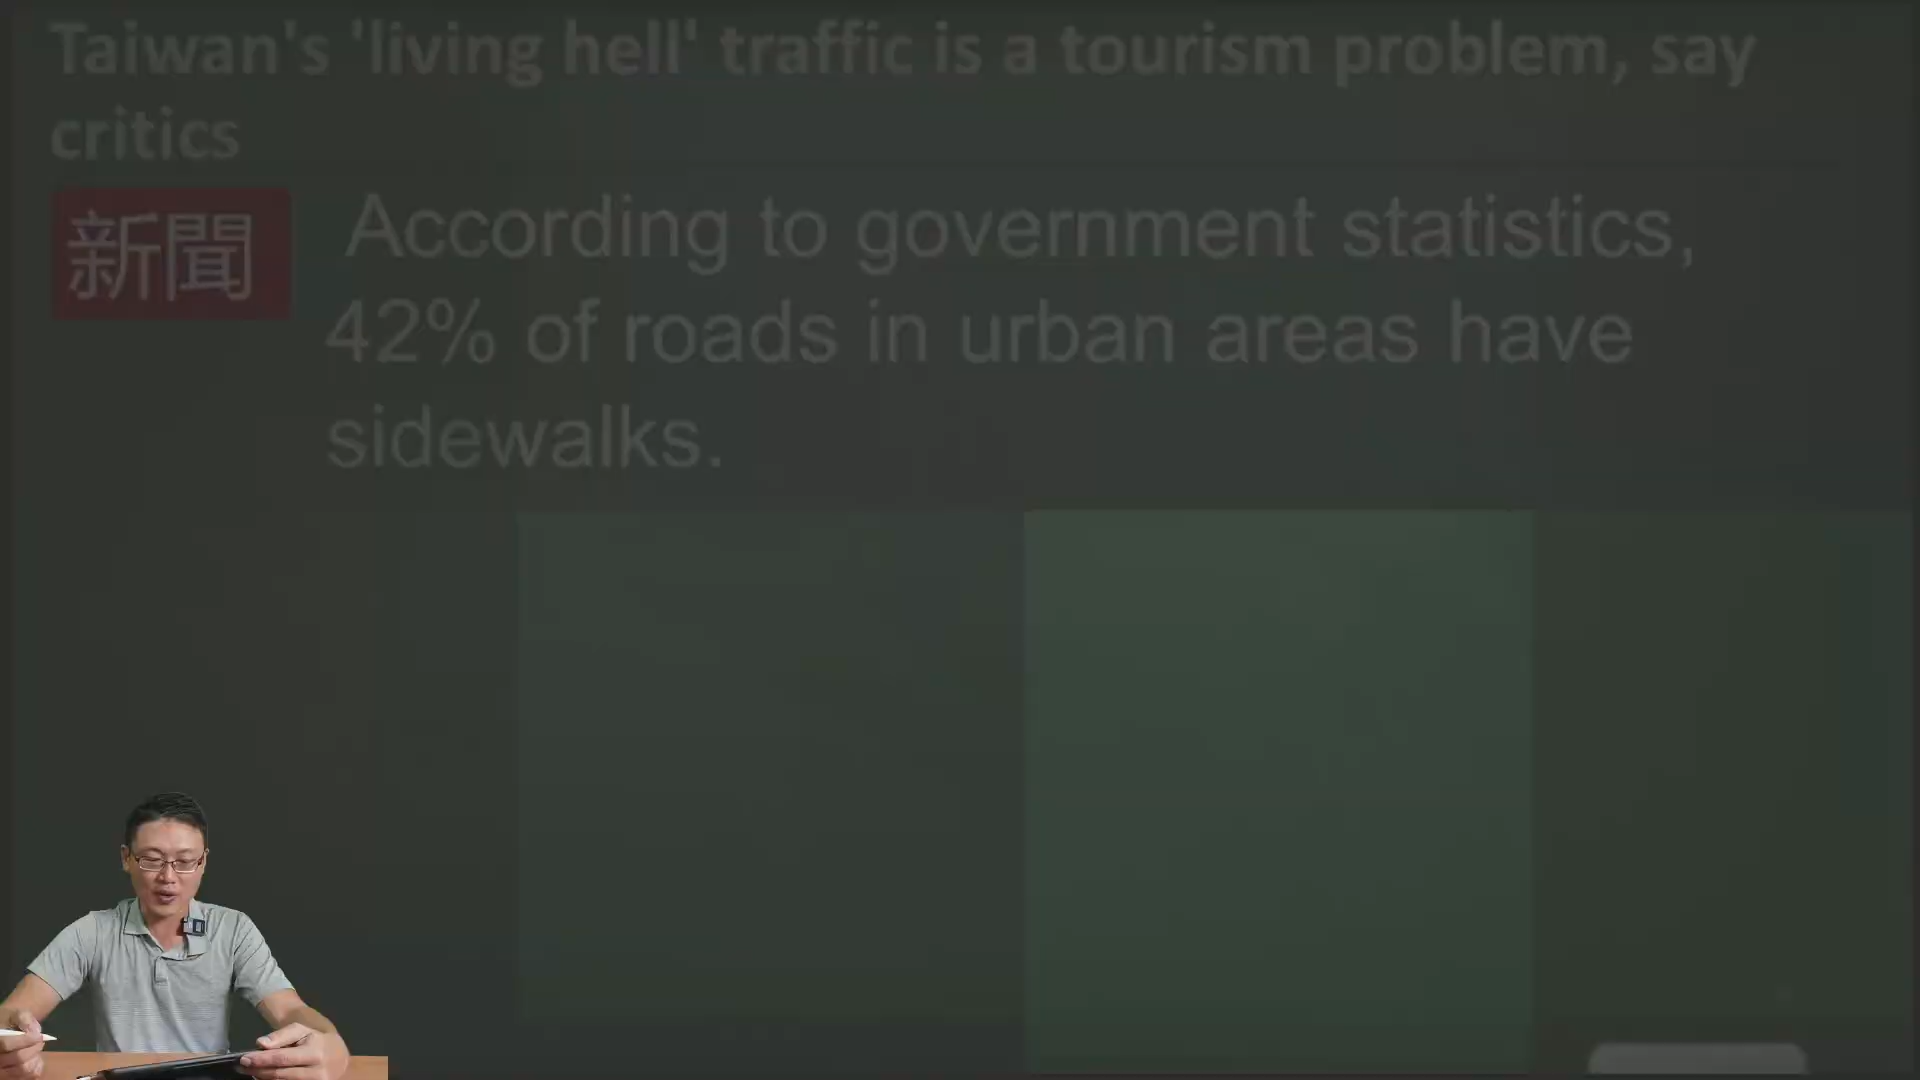 Taiwan's 'living hell' traffic is a tourism problem, say
critics
新聞
According to government statistics,
42% of roads in urban areas have
sidewalks.